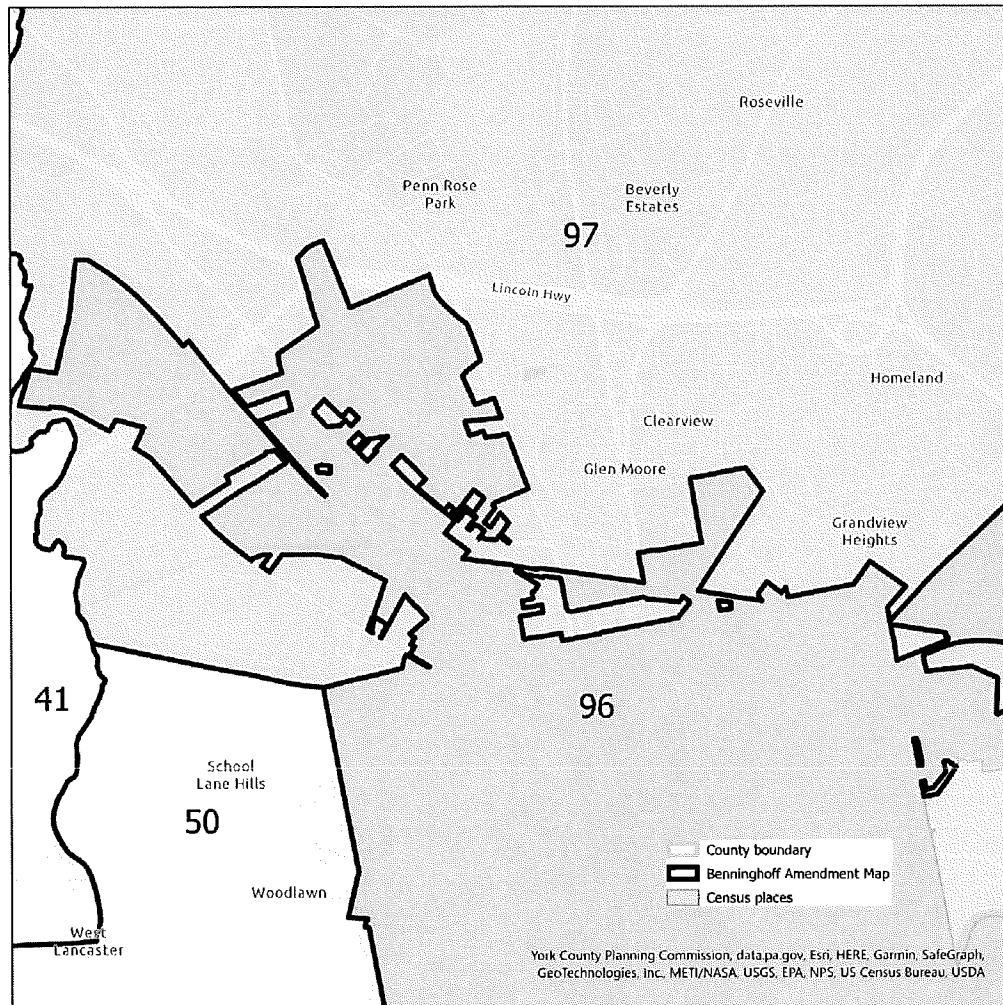 Roseville
Penn Rose
Park
Beverly
Estates
97
Lincoln Hwy
Homeland
Clearview
Glen Moore
Grandview
Heights
41
96
School
Lane Hills
50
County boundary
Benninghoff Amendment Map
Census places
Woodlawn
West
Lancaster
York County Planning Commission, data.pa.gov, Esri, HERE, Garmin, SafeGraph,
GeoTechnologies, Inc., METI/NASA, USGS, EPA, NPS, US Census Bureau, USDA